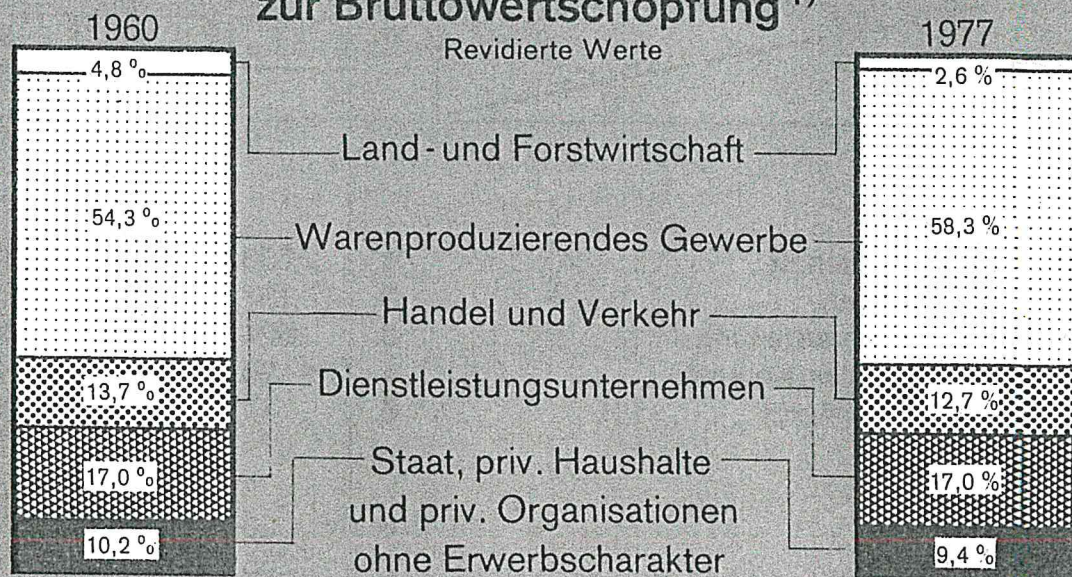 zur Bruttowertschöpfung 1)
Revidierte Werte
1960
1977
4,8 %
2,6 %
Land- und Forstwirtschaft
54,3 %
58,3 %
Warenproduzierendes Gewerbe
Handel und Verkehr
13,7 %
12,7 %
Dienstleistungsunternehmen
17,0 %
17,0 %
Staat, priv. Haushalte
und priv. Organisationen
ohne Erwerbscharakter
10,2 %
9,4 %